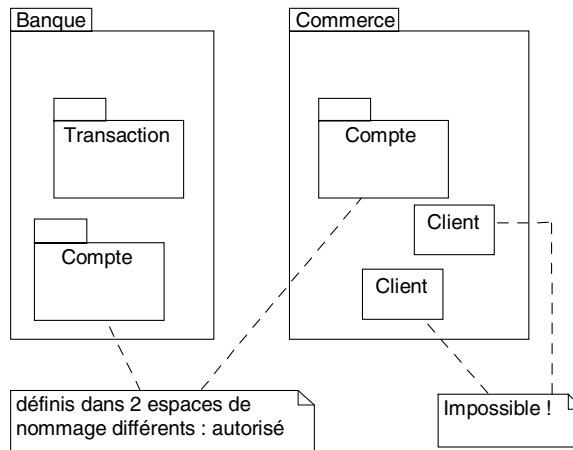 Banque
Commerce
Transaction
Compte
Compte
Client
Client
définis dans 2 espaces de
nommage différents : autorisé
Impossible !